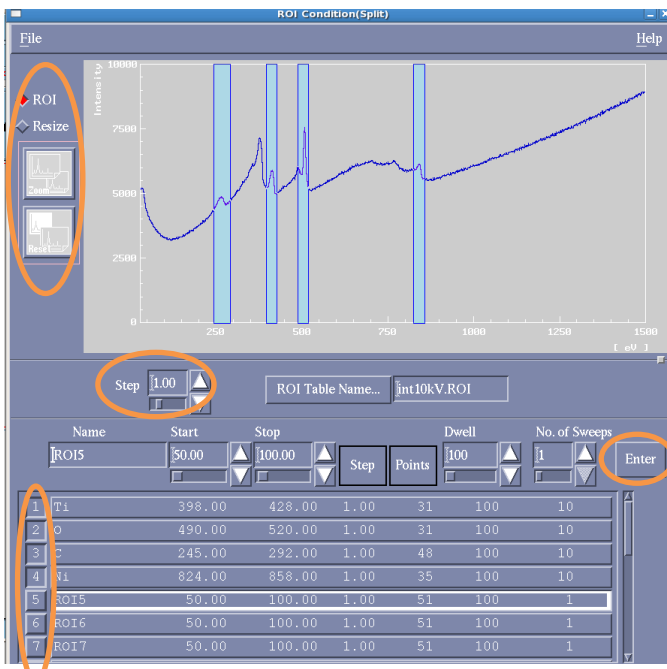 ROI Condition(Split)
File Help
ROI
Resize
Zoom
Reset
Intensity
10000
7500
5000
2500
0
250 500 750 1000 1250 1500
[ eV ]
Step 1.00 ROI Table Name... int10kV.ROI
Name Start Stop Dwell No. of Sweeps
ROI5 50.00 100.00 Step Points 100 1 Enter
1 Ti 398.00 428.00 1.00 31 100 10
2 O 490.00 520.00 1.00 31 100 10
3 C 245.00 292.00 1.00 48 100 10
4 Ni 824.00 858.00 1.00 35 100 10
5 ROI5 50.00 100.00 1.00 51 100 1
6 ROI6 50.00 100.00 1.00 51 100 1
7 ROI7 50.00 100.00 1.00 51 100 1